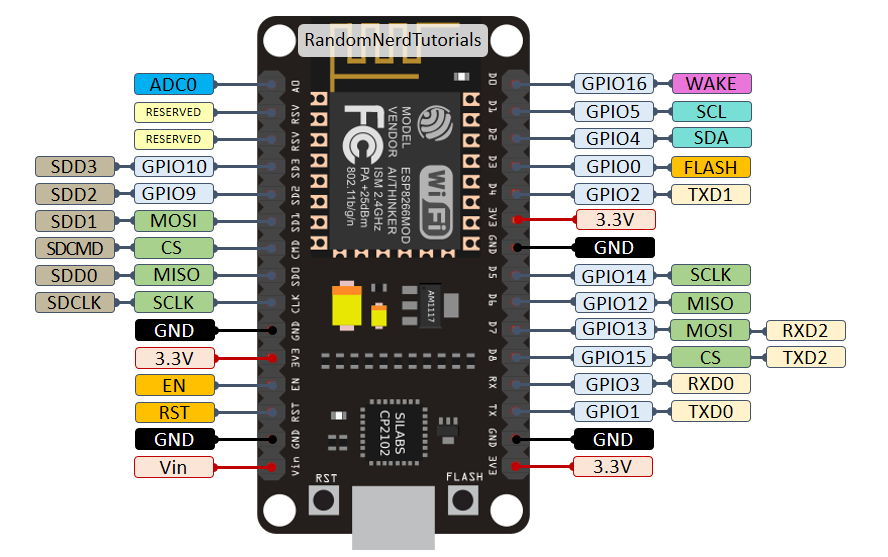 RandomNerdTutorials
ADC0 A0 D0 GPIO16 WAKE
RESERVED RSV D1 GPIO5 SCL
RESERVED RSV D2 GPIO4 SDA
SDD3 GPIO10 SD3 D3 GPIO0 FLASH
SDD2 GPIO9 SD2 D4 GPIO2 TXD1
SDD1 MOSI SD1 3V3 3.3V
SDCMD CS CMD GND GND
SDD0 MISO SD0 D5 GPIO14 SCLK
SDCLK SCLK CLK D6 GPIO12 MISO
GND GND D7 GPIO13 MOSI RXD2
3.3V 3V3 D8 GPIO15 CS TXD2
EN EN RX GPIO3 RXD0
RST RST TX GPIO1 TXD0
GND GND GND GND
Vin Vin 3V3 3.3V
MODEL ESP8266MOD
VENDOR AI/THINKER
ISM 2.4GHz
PA +25dBm
802.11b/g/n
FC
Wi Fi
AM1117
SILABS
CP2102
RST FLASH